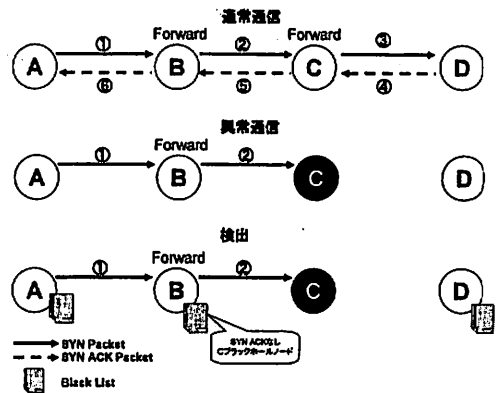 通常通信
Forward Forward
① ② ③
A B C D
⑥ ⑤ ④
異常通信
Forward
① ②
A B C D
検出
Forward
① ②
A B C D
SYN ACKなし
Cブラックホールノード
SYN Packet
SYN ACK Packet
Black List